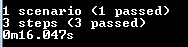 1 scenario (1 passed)
3 steps (3 passed)
0m16.047s